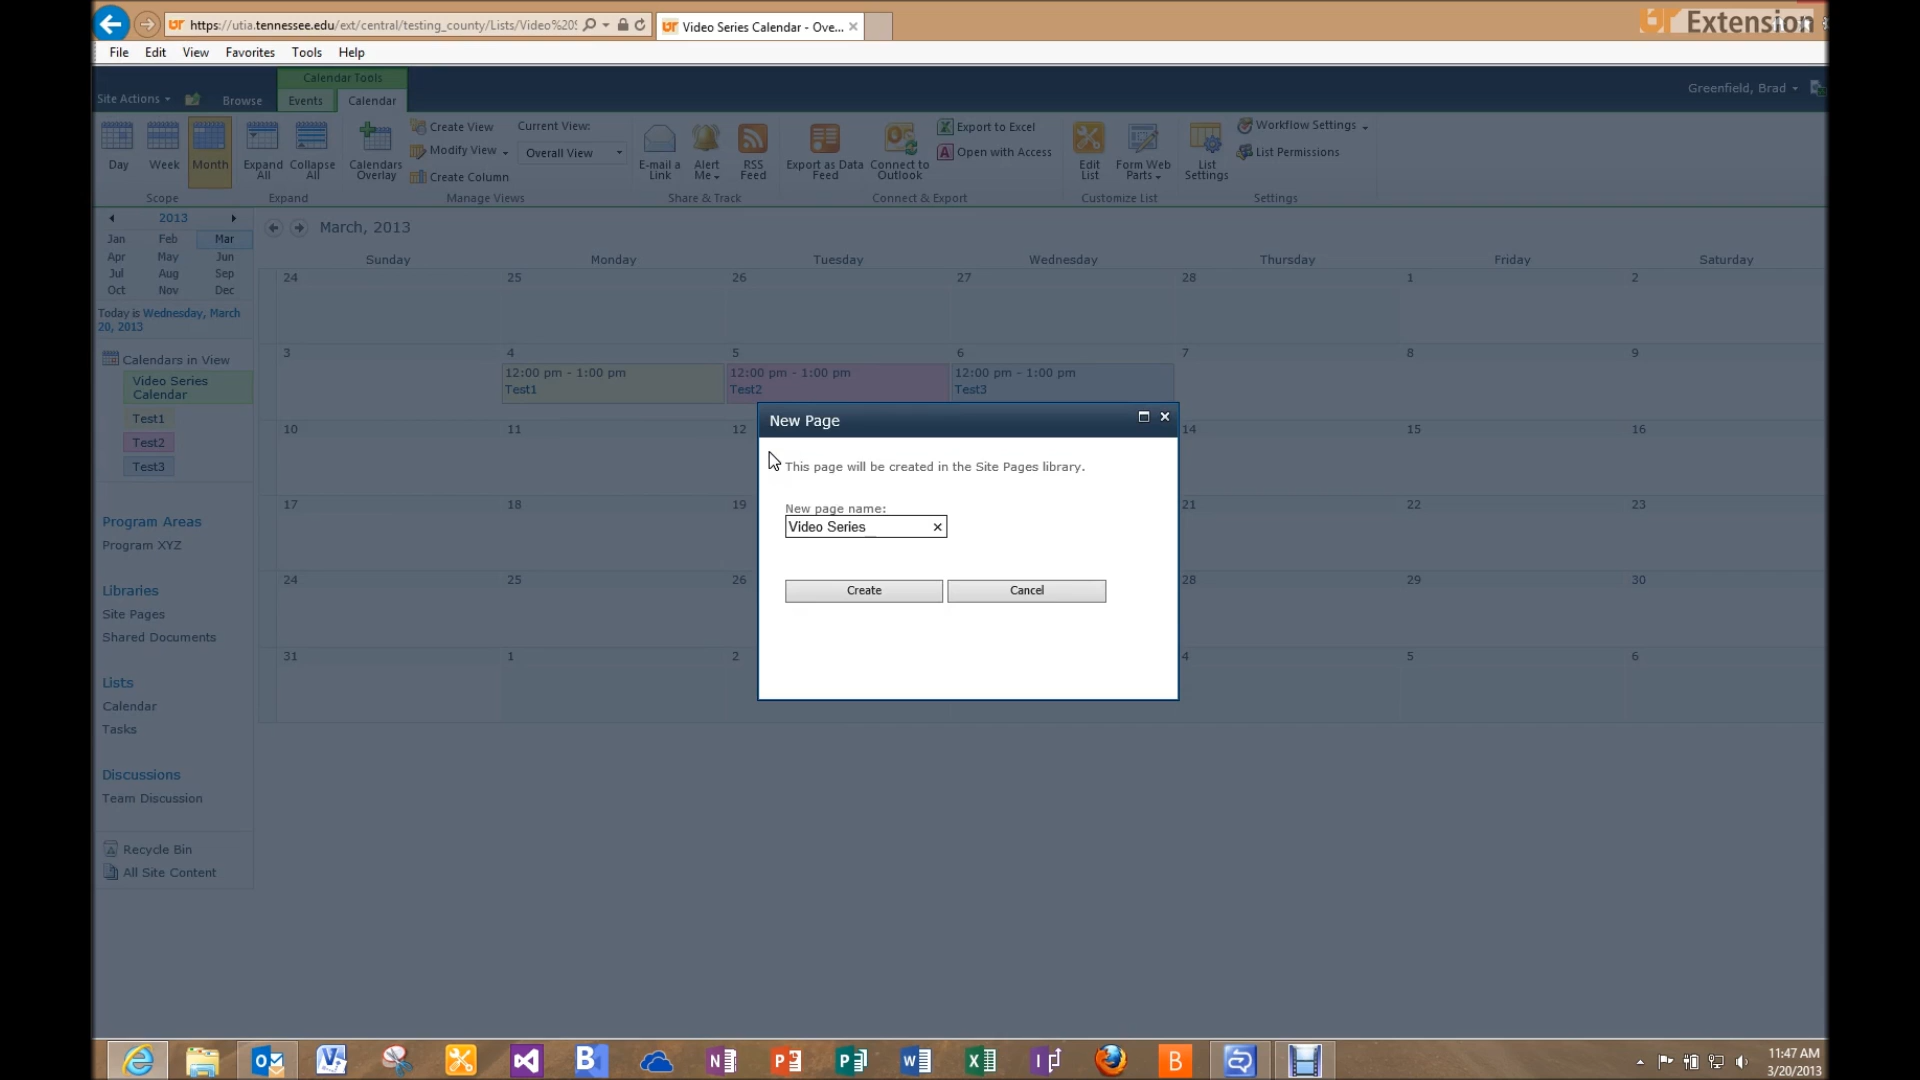 https://utia.tennessee.edu/ext/central/testing_county/Lists/Video%20S
Video Series Calendar - Ove...
Extension
File Edit View Favorites Tools Help
Calendar Tools
Site Actions Browse Events Calendar
Greenfield, Brad
Day
Week
Month
Expand All
Collapse All
Calendars Overlay
Create View
Modify View
Create Column
Current View:
Overall View
E-mail a Link
Alert Me
RSS Feed
Export as Data Feed
Connect to Outlook
Export to Excel
Open with Access
Edit List
Form Web Parts
List Settings
Workflow Settings
List Permissions
Scope
Expand
Manage Views
Share & Track
Connect & Export
Customize List
Settings
2013
Jan Feb Mar
Apr May Jun
Jul Aug Sep
Oct Nov Dec
Today is Wednesday, March
20, 2013
Calendars in View
Video Series
Calendar
Test1
Test2
Test3
Program Areas
Program XYZ
Libraries
Site Pages
Shared Documents
Lists
Calendar
Tasks
Discussions
Team Discussion
Recycle Bin
All Site Content
March, 2013
Sunday Monday Tuesday Wednesday Thursday Friday Saturday
24 25 26 27 28 1 2
3 4 5 6 7 8 9
12:00 pm - 1:00 pm 12:00 pm - 1:00 pm 12:00 pm - 1:00 pm
Test1 Test2 Test3
10 11 12 14 15 16
17 18 19 21 22 23
24 25 26 28 29 30
31 1 2 4 5 6
New Page
This page will be created in the Site Pages library.
New page name:
Video Series
Create Cancel
11:47 AM
3/20/2013